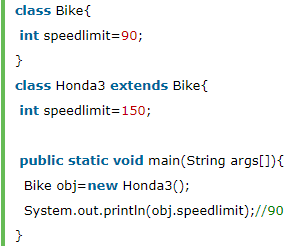 class Bike{
int speedlimit=90;
}
class Honda3 extends Bike{
int speedlimit=150;
public static void main(String args[]){
Bike obj=new Honda3();
System.out.println(obj.speedlimit);//90
}